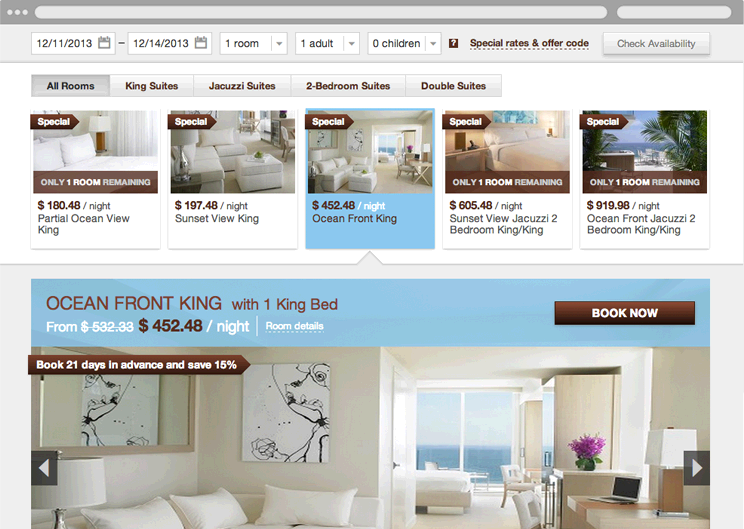 12/11/2013 – 12/14/2013 1 room 1 adult 0 children ? Special rates & offer code Check Availability
All Rooms King Suites Jacuzzi Suites 2-Bedroom Suites Double Suites
Special Special Special Special Special
ONLY 1 ROOM REMAINING ONLY 1 ROOM REMAINING ONLY 1 ROOM REMAINING
$ 180.48 / night
Partial Ocean View
King
$ 197.48 / night
Sunset View King
$ 452.48 / night
Ocean Front King
$ 605.48 / night
Sunset View Jacuzzi 2
Bedroom King/King
$ 919.98 / night
Ocean Front Jacuzzi 2
Bedroom King/King
OCEAN FRONT KING with 1 King Bed
From $ 532.33 $ 452.48 / night Room details
BOOK NOW
Book 21 days in advance and save 15%